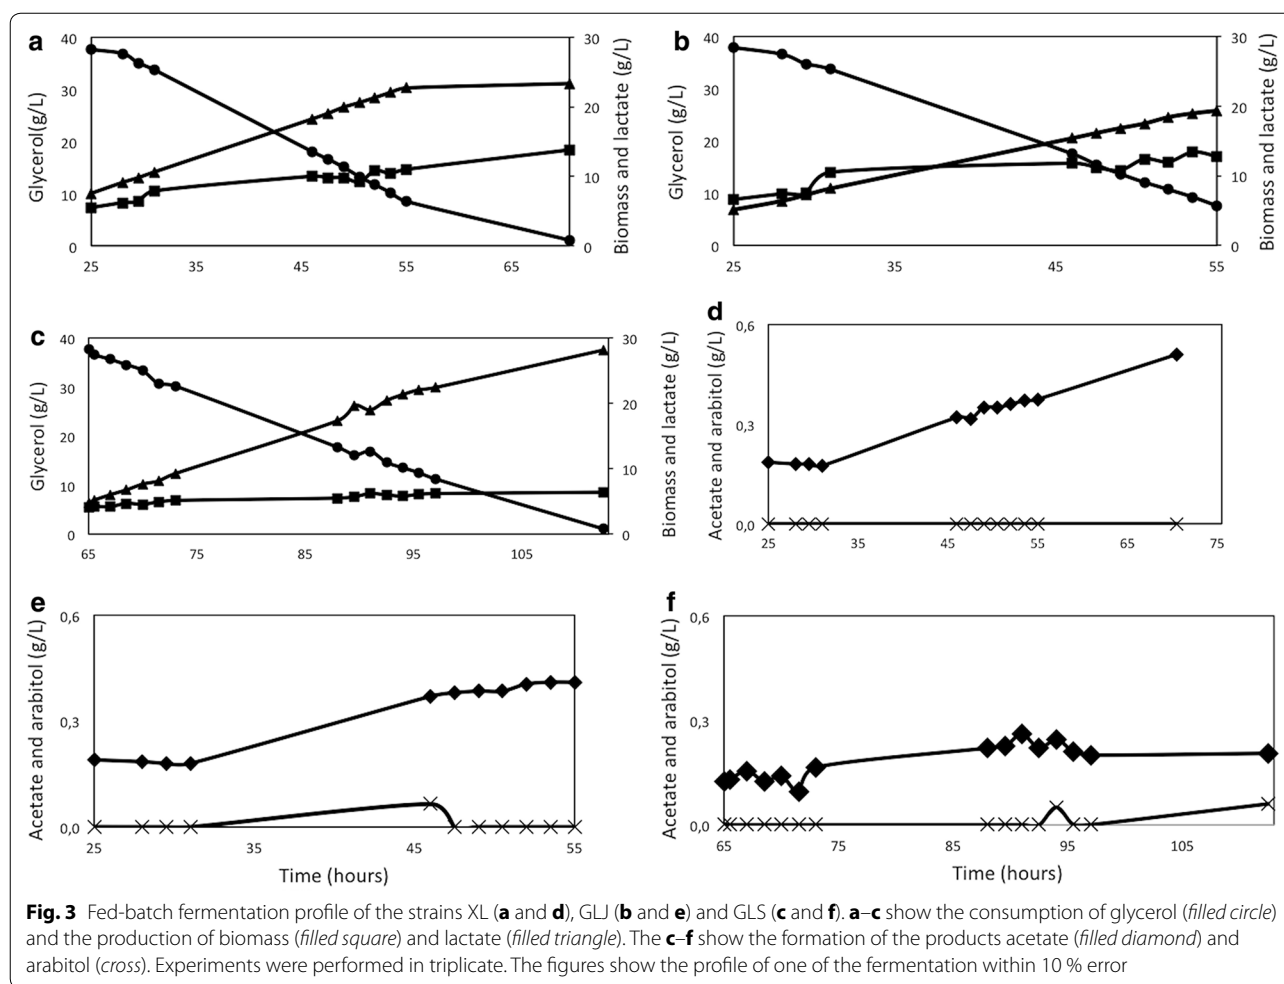 a
40
30
20
10
0
Glycerol(g/L)
30
20
10
0
Biomass and lactate (g/L)
25 35 45 55 65
b
40
30
20
10
0
Glycerol (g/L)
30
20
10
0
Biomass and lactate (g/L)
25 35 45 55
c
40
30
20
10
0
Glycerol (g/L)
30
20
10
0
Biomass and lactate (g/L)
65 75 85 95 105
d
0,6
0,3
0,0
Acetate and arabitol (g/L)
25 35 45 55 65 75
e
0,6
0,3
0,0
Acetate and arabitol (g/L)
25 35 45 55
Time (hours)
f
0,6
0,3
0,0
Acetate and arabitol (g/L)
65 75 85 95 105
Time (hours)
Fig. 3 Fed-batch fermentation profile of the strains XL (a and d), GLJ (b and e) and GLS (c and f). a–c show the consumption of glycerol (filled circle)
and the production of biomass (filled square) and lactate (filled triangle). The c–f show the formation of the products acetate (filled diamond) and
arabitol (cross). Experiments were performed in triplicate. The figures show the profile of one of the fermentation within 10 % error